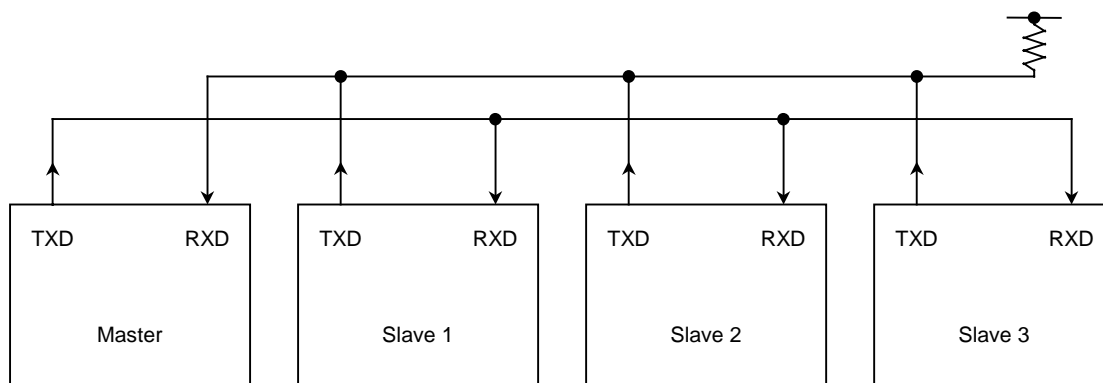 TXD RXD TXD RXD TXD RXD TXD RXD
Master Slave 1 Slave 2 Slave 3